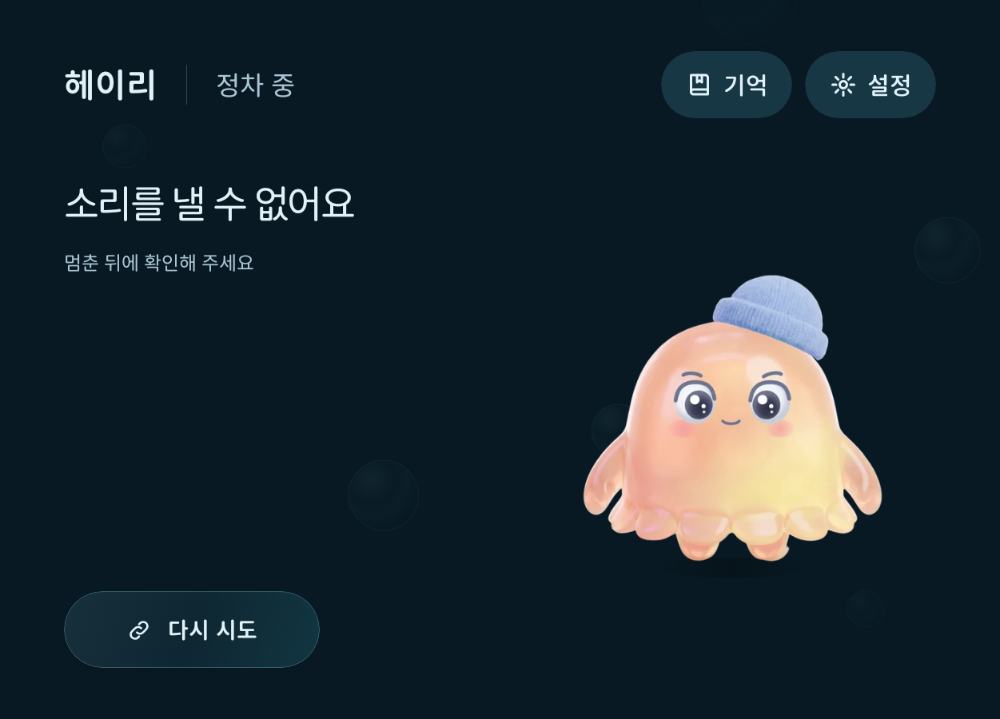 헤이리
정차 중
기억
설정
소리를 낼 수 없어요
멈춘 뒤에 확인해 주세요
다시 시도